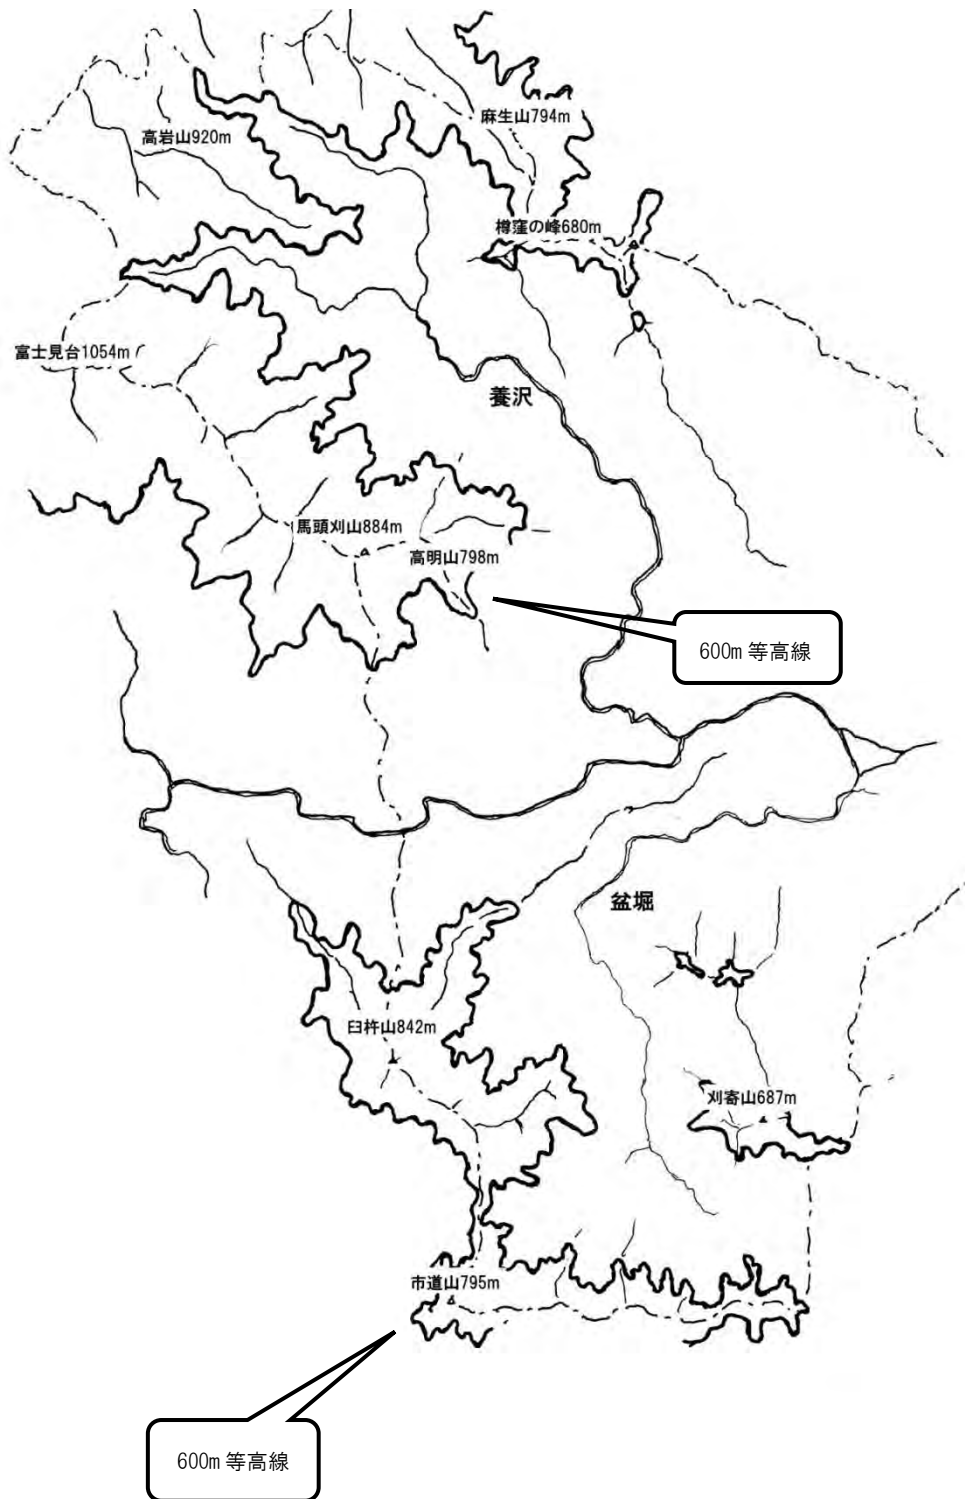 麻生山794m
高岩山920m
樽窪の峰680m
富士見台1054m
養沢
馬頭刈山884m
高明山798m
600m 等高線
盆堀
臼杵山842m
刈寄山687m
市道山795m
600m 等高線